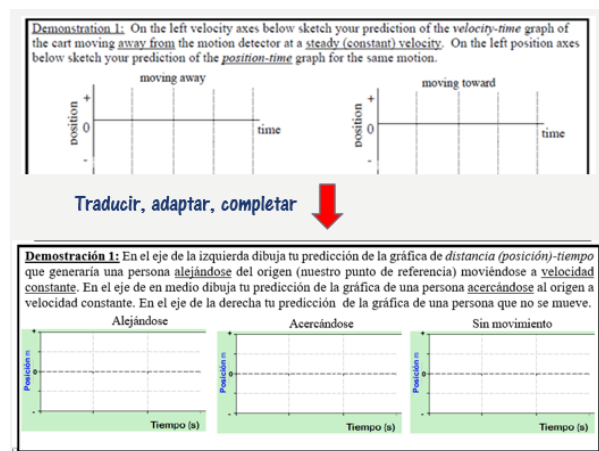 Demonstration 1: On the left velocity axes below sketch your prediction of the velocity-time graph of
the cart moving away from the motion detector at a steady (constant) velocity. On the left position axes
below sketch your prediction of the position-time graph for the same motion.
moving away
moving toward
position
+
0
-
time
position
+
0
-
time
Traducir, adaptar, completar
Demostración 1: En el eje de la izquierda dibuja tu predicción de la gráfica de distancia (posición)-tiempo
que generaría una persona alejándose del origen (nuestro punto de referencia) moviéndose a velocidad
constante. En el eje de en medio dibuja tu predicción de la gráfica de una persona acercándose al origen a
velocidad constante. En el eje de la derecha tu predicción de la gráfica de una persona que no se mueve.
Alejándose
Acercándose
Sin movimiento
Posición m
+
0
-
Tiempo (s)
Posición m
+
0
-
Tiempo (s)
Posición m
+
0
-
Tiempo (s)